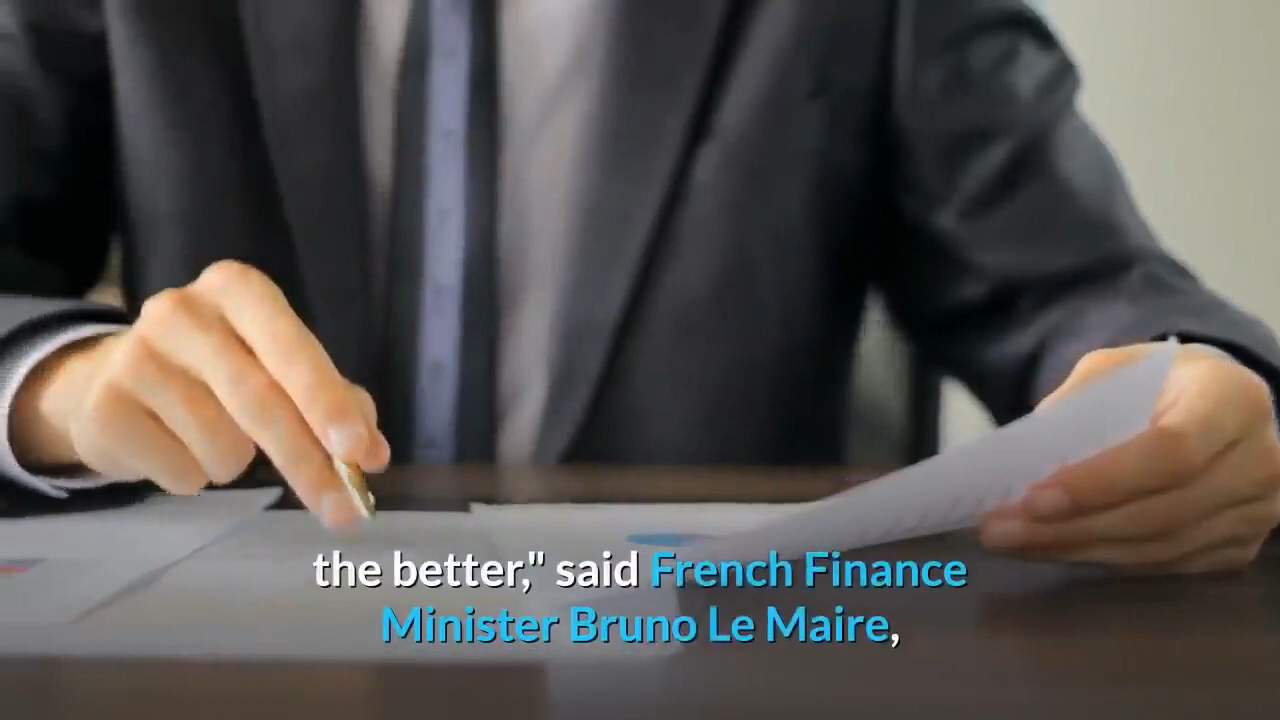 the better," said French Finance
Minister Bruno Le Maire,